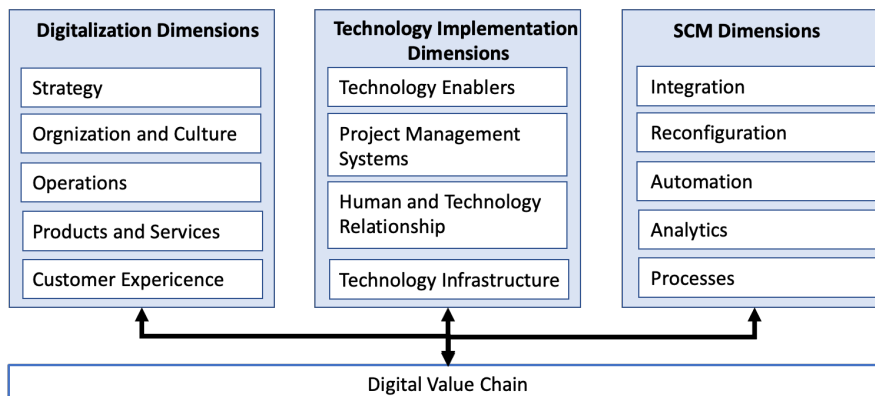 Digitalization Dimensions
Strategy
Orgnization and Culture
Operations
Products and Services
Customer Expericence
Technology Implementation
Dimensions
Technology Enablers
Project Management
Systems
Human and Technology
Relationship
Technology Infrastructure
SCM Dimensions
Integration
Reconfiguration
Automation
Analytics
Processes
Digital Value Chain